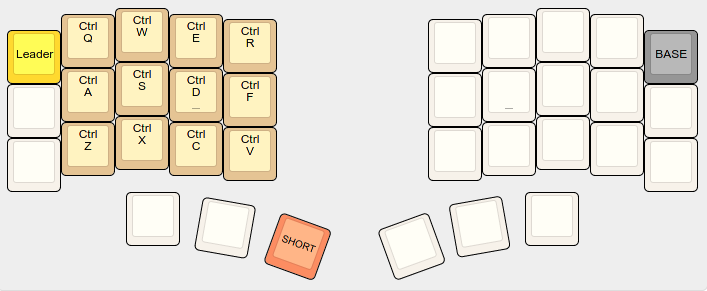 Leader
Ctrl
Q
Ctrl
W
Ctrl
E
Ctrl
R
BASE
Ctrl
A
Ctrl
S
Ctrl
D
_
Ctrl
F
_
Ctrl
Z
Ctrl
X
Ctrl
C
Ctrl
V
SHORT